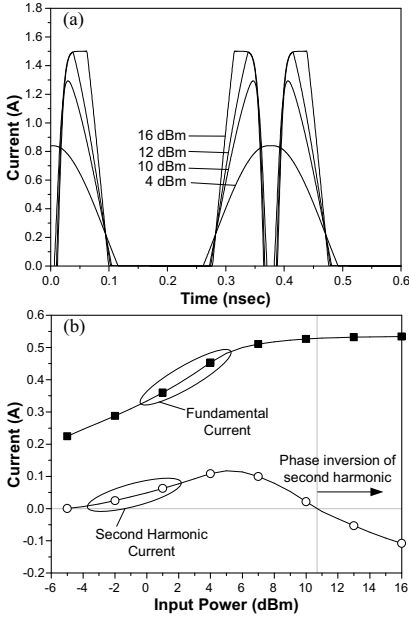 (a)
1.8
1.6
1.4
1.2
1.0
0.8
0.6
0.4
0.2
0.0
Current (A)
16 dBm
12 dBm
10 dBm
4 dBm
0.0 0.1 0.2 0.3 0.4 0.5 0.6
Time (nsec)
(b)
0.6
0.5
0.4
0.3
0.2
0.1
0.0
-0.1
-0.2
Current (A)
Fundamental
Current
Phase inversion of
second harmonic
Second Harmonic
Current
-6 -4 -2 0 2 4 6 8 10 12 14 16
Input Power (dBm)